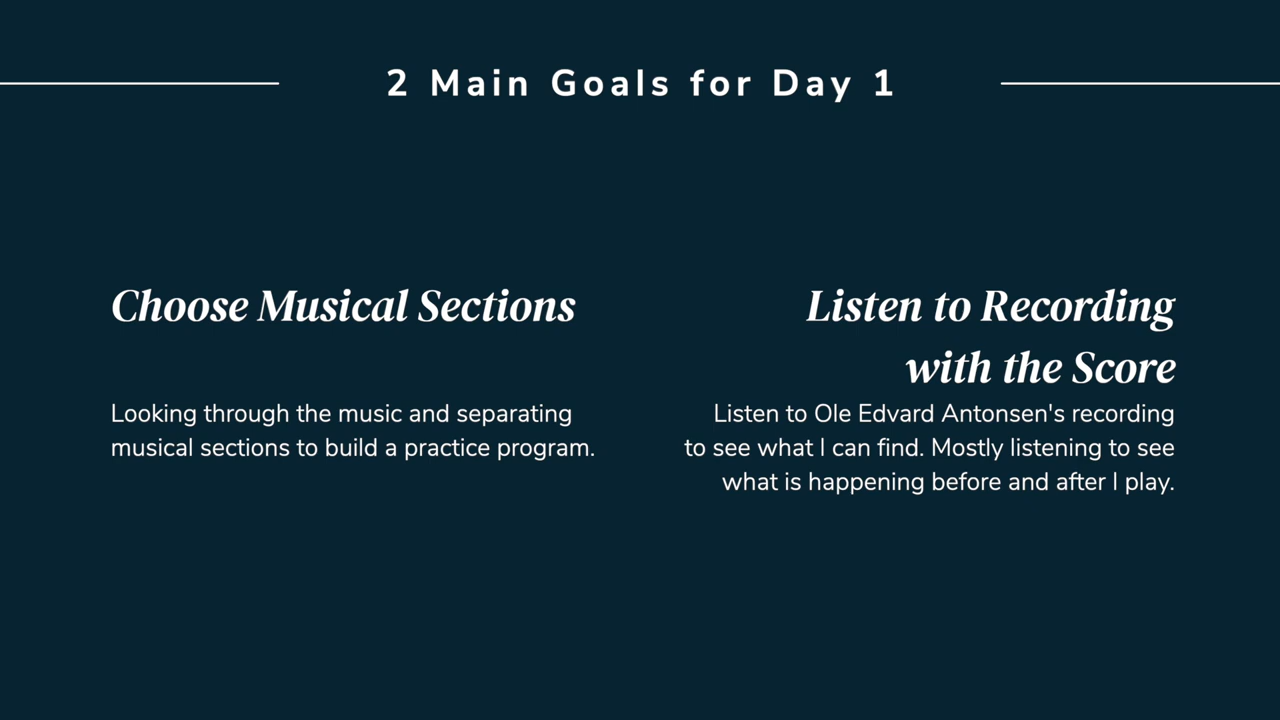 2 Main Goals for Day 1
Choose Musical Sections
Looking through the music and separating
musical sections to build a practice program.
Listen to Recording
with the Score
Listen to Ole Edvard Antonsen's recording
to see what I can find. Mostly listening to see
what is happening before and after I play.